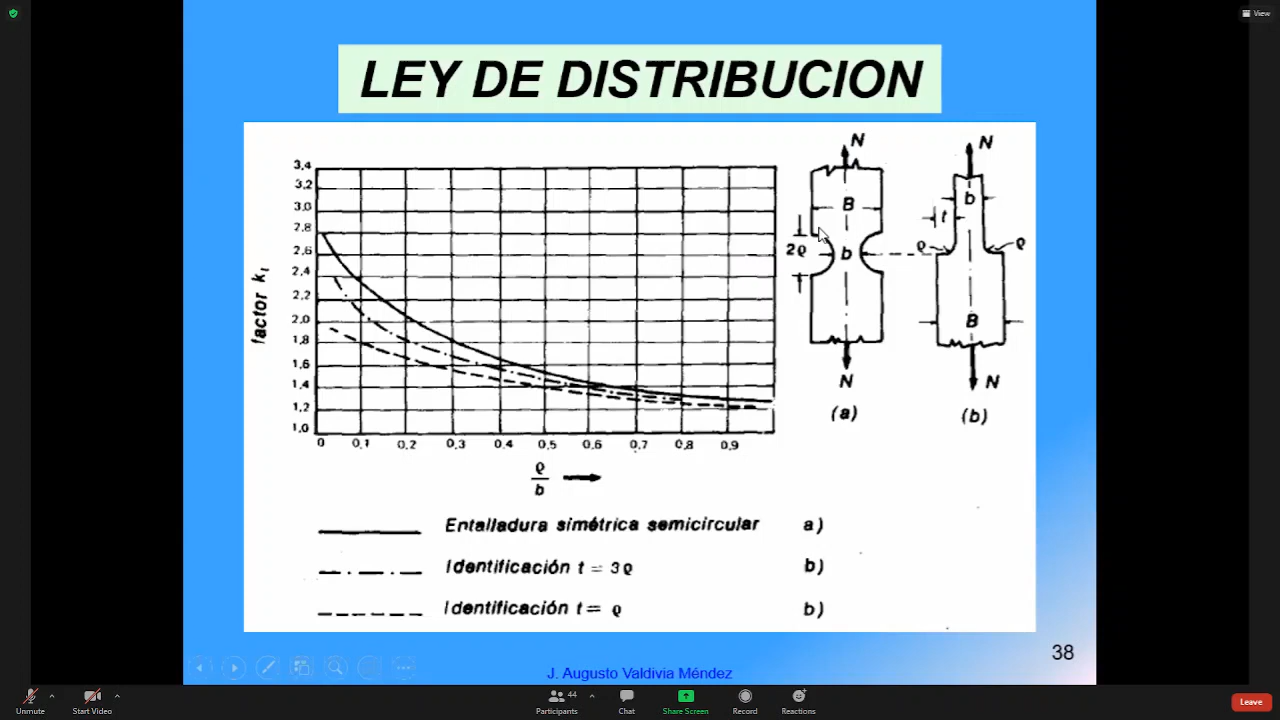 View
LEY DE DISTRIBUCION
3,4
3,2
3,0
2,8
2,6
2,4
2,2
2,0
1,8
1,6
1,4
1,2
1,0
factor k₁
0 0,1 0,2 0,3 0,4 0,5 0,6 0,7 0,8 0,9
ϱ
b
N
B
2ϱ
b
N
(a)
N
b
t
ϱ ϱ
B
N
(b)
Entalladura simétrica semicircular a)
Identificación t = 3ϱ b)
Identificación t = ϱ b)
38
J. Augusto Valdivia Méndez
Unmute
Start Video
44
Participants
Chat
Share Screen
Record
Reactions
Leave